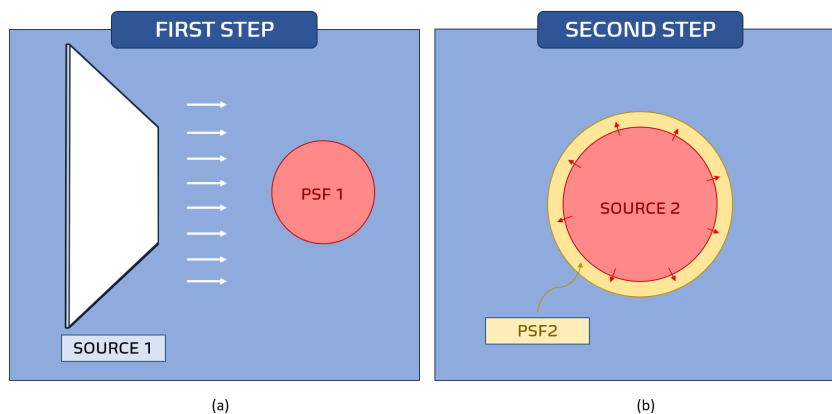 FIRST STEP
PSF 1
SOURCE 1
(a)
SECOND STEP
SOURCE 2
PSF2
(b)